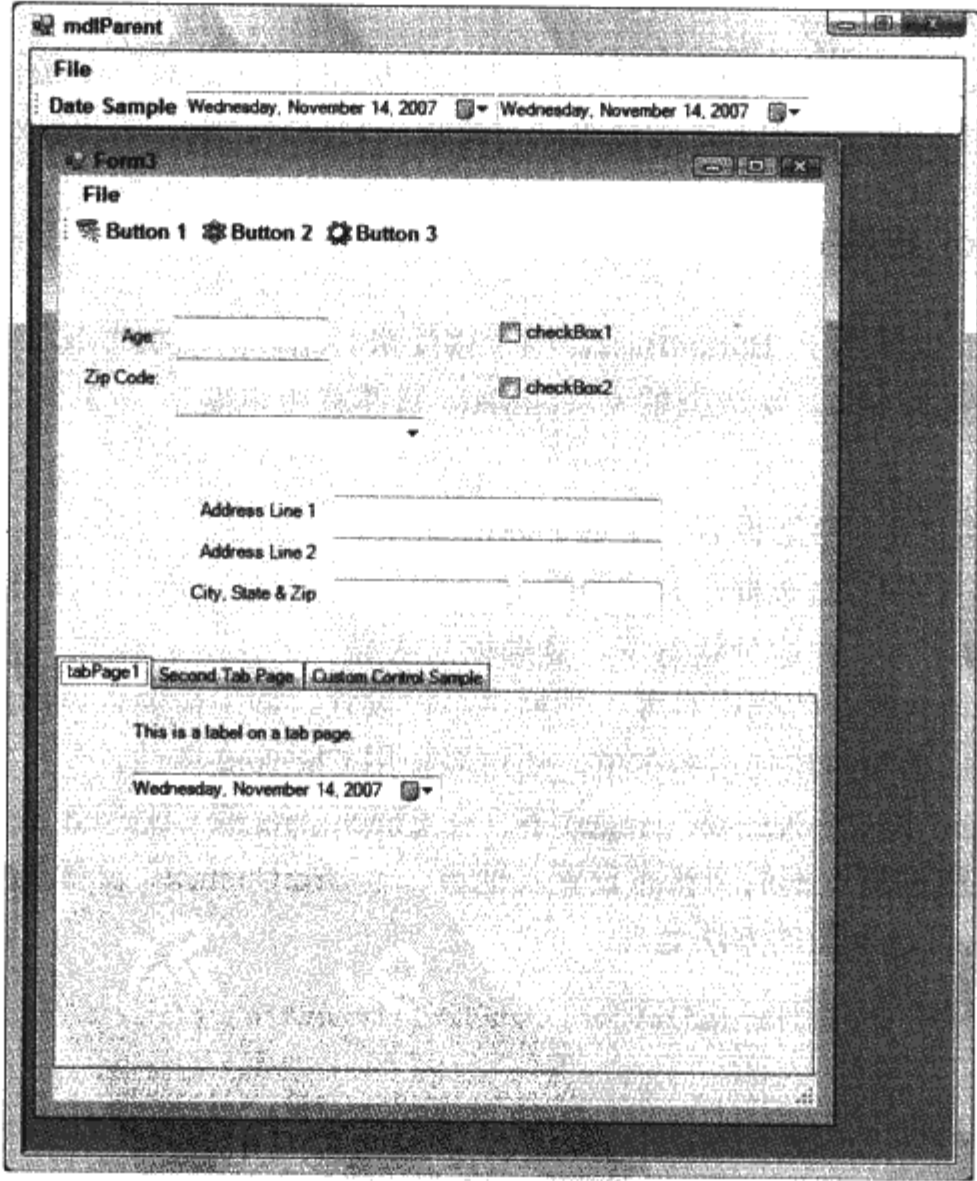 mdiParent
File
Date Sample Wednesday, November 14, 2007 Wednesday, November 14, 2007
Form3
File
Button 1 Button 2 Button 3
Age:
checkBox1
Zip Code:
checkBox2
Address Line 1
Address Line 2
City, State & Zip
tabPage1 Second Tab Page Custom Control Sample
This is a label on a tab page.
Wednesday, November 14, 2007